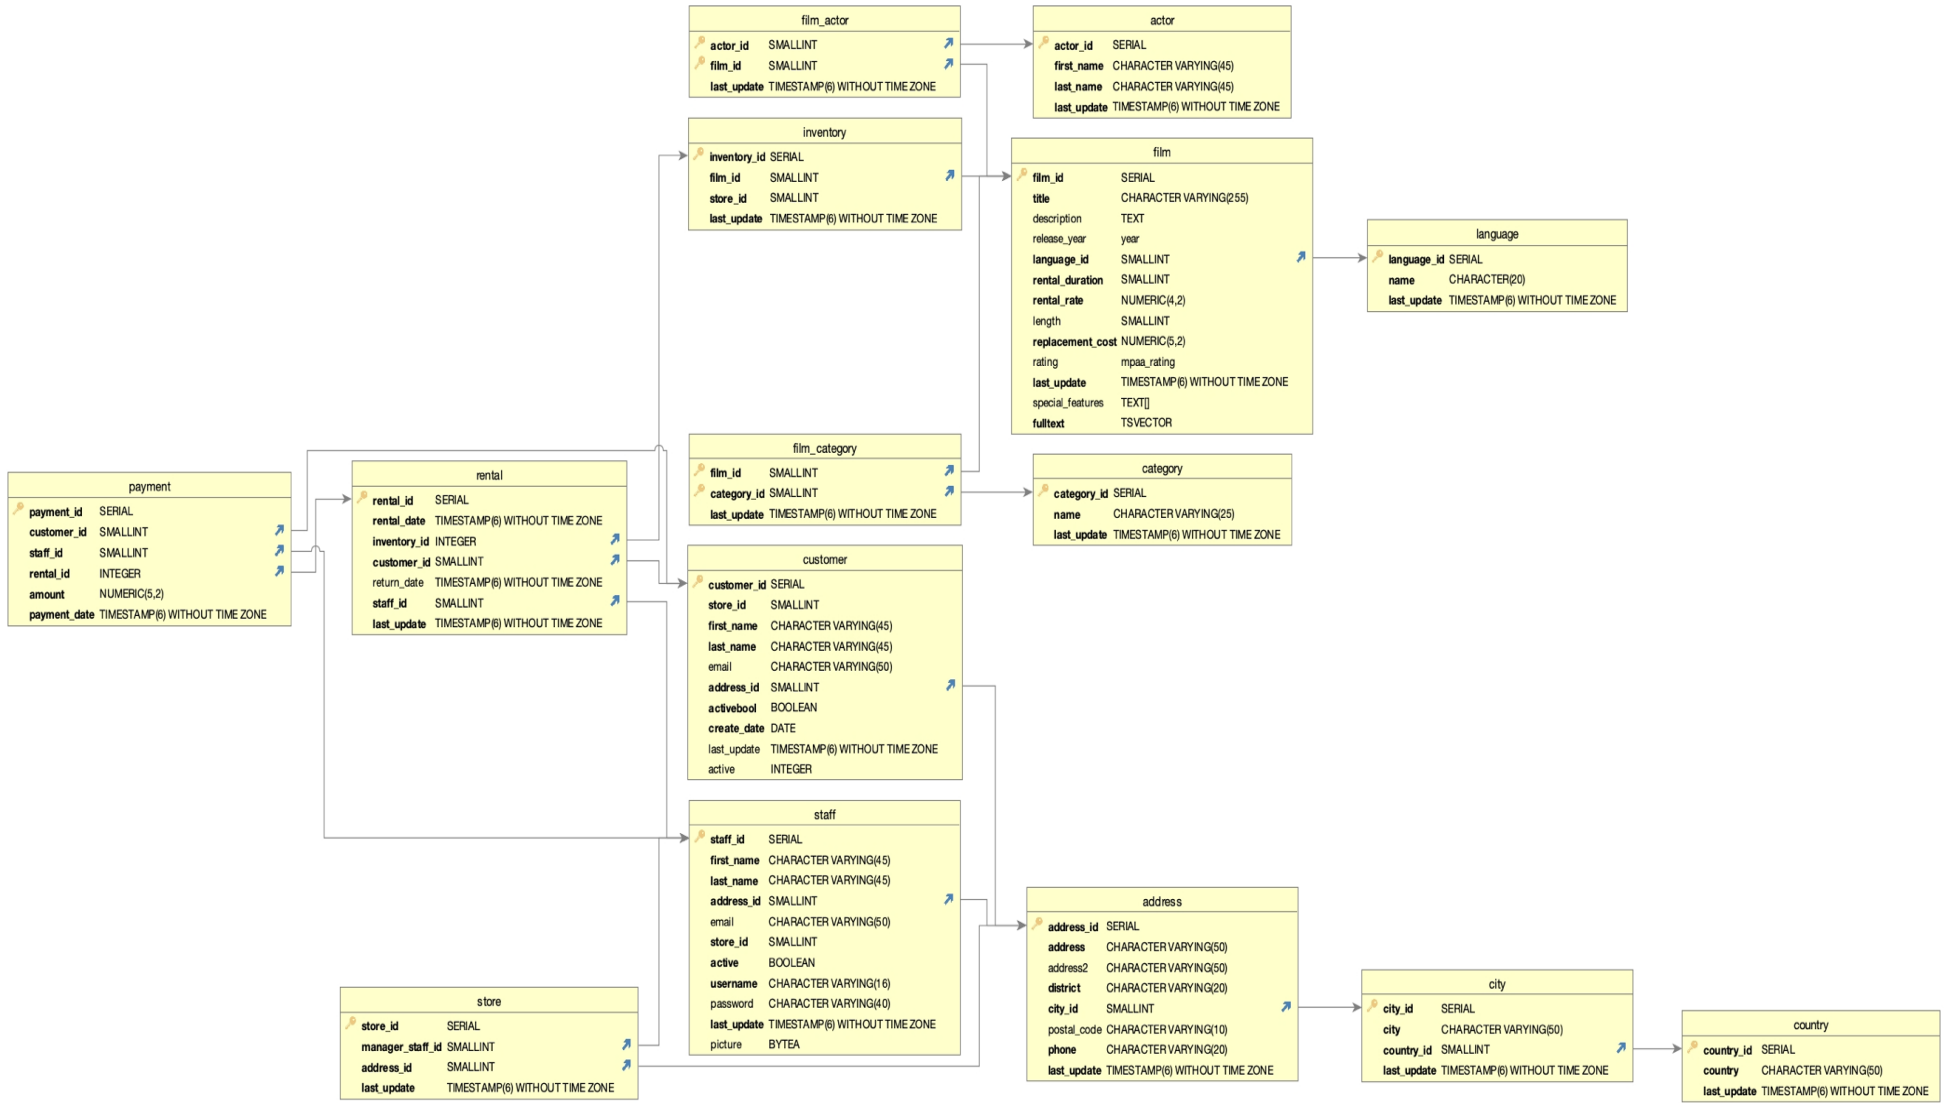 film_actor
actor_id SMALLINT
film_id SMALLINT
last_update TIMESTAMP(6) WITHOUT TIME ZONE
actor
actor_id SERIAL
first_name CHARACTER VARYING(45)
last_name CHARACTER VARYING(45)
last_update TIMESTAMP(6) WITHOUT TIME ZONE
inventory
inventory_id SERIAL
film_id SMALLINT
store_id SMALLINT
last_update TIMESTAMP(6) WITHOUT TIME ZONE
film
film_id SERIAL
title CHARACTER VARYING(255)
description TEXT
release_year year
language_id SMALLINT
rental_duration SMALLINT
rental_rate NUMERIC(4,2)
length SMALLINT
replacement_cost NUMERIC(5,2)
rating mpaa_rating
last_update TIMESTAMP(6) WITHOUT TIME ZONE
special_features TEXT[]
fulltext TSVECTOR
language
language_id SERIAL
name CHARACTER(20)
last_update TIMESTAMP(6) WITHOUT TIME ZONE
payment
payment_id SERIAL
customer_id SMALLINT
staff_id SMALLINT
rental_id INTEGER
amount NUMERIC(5,2)
payment_date TIMESTAMP(6) WITHOUT TIME ZONE
rental
rental_id SERIAL
rental_date TIMESTAMP(6) WITHOUT TIME ZONE
inventory_id INTEGER
customer_id SMALLINT
return_date TIMESTAMP(6) WITHOUT TIME ZONE
staff_id SMALLINT
last_update TIMESTAMP(6) WITHOUT TIME ZONE
film_category
film_id SMALLINT
category_id SMALLINT
last_update TIMESTAMP(6) WITHOUT TIME ZONE
category
category_id SERIAL
name CHARACTER VARYING(25)
last_update TIMESTAMP(6) WITHOUT TIME ZONE
customer
customer_id SERIAL
store_id SMALLINT
first_name CHARACTER VARYING(45)
last_name CHARACTER VARYING(45)
email CHARACTER VARYING(50)
address_id SMALLINT
activebool BOOLEAN
create_date DATE
last_update TIMESTAMP(6) WITHOUT TIME ZONE
active INTEGER
staff
staff_id SERIAL
first_name CHARACTER VARYING(45)
last_name CHARACTER VARYING(45)
address_id SMALLINT
email CHARACTER VARYING(50)
store_id SMALLINT
active BOOLEAN
username CHARACTER VARYING(16)
password CHARACTER VARYING(40)
last_update TIMESTAMP(6) WITHOUT TIME ZONE
picture BYTEA
store
store_id SERIAL
manager_staff_id SMALLINT
address_id SMALLINT
last_update TIMESTAMP(6) WITHOUT TIME ZONE
address
address_id SERIAL
address CHARACTER VARYING(50)
address2 CHARACTER VARYING(50)
district CHARACTER VARYING(20)
city_id SMALLINT
postal_code CHARACTER VARYING(10)
phone CHARACTER VARYING(20)
last_update TIMESTAMP(6) WITHOUT TIME ZONE
city
city_id SERIAL
city CHARACTER VARYING(50)
country_id SMALLINT
last_update TIMESTAMP(6) WITHOUT TIME ZONE
country
country_id SERIAL
country CHARACTER VARYING(50)
last_update TIMESTAMP(6) WITHOUT TIME ZONE